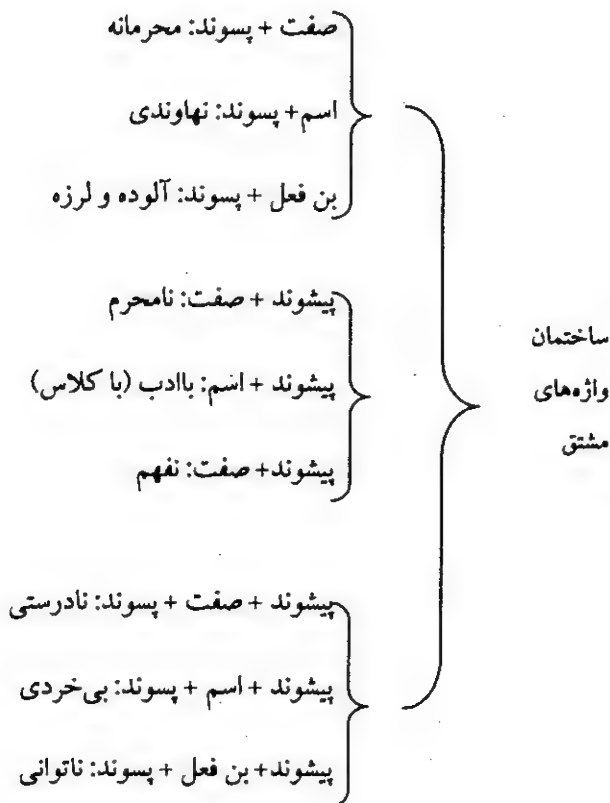 صفت + پسوند: محرمانه
اسم+ پسوند: نهاوندی
بن فعل + پسوند: آلوده و لرزه
پیشوند + صفت: نامحرم
پیشوند + اسم: باادب (با کلاس)
پیشوند+ صفت: نفهم
پیشوند + صفت + پسوند: نادرستی
پیشوند + اسم + پسوند: بی‌خردی
پیشوند+ بن فعل + پسوند: ناتوانی
ساختمان
واژه‌های
مشتق